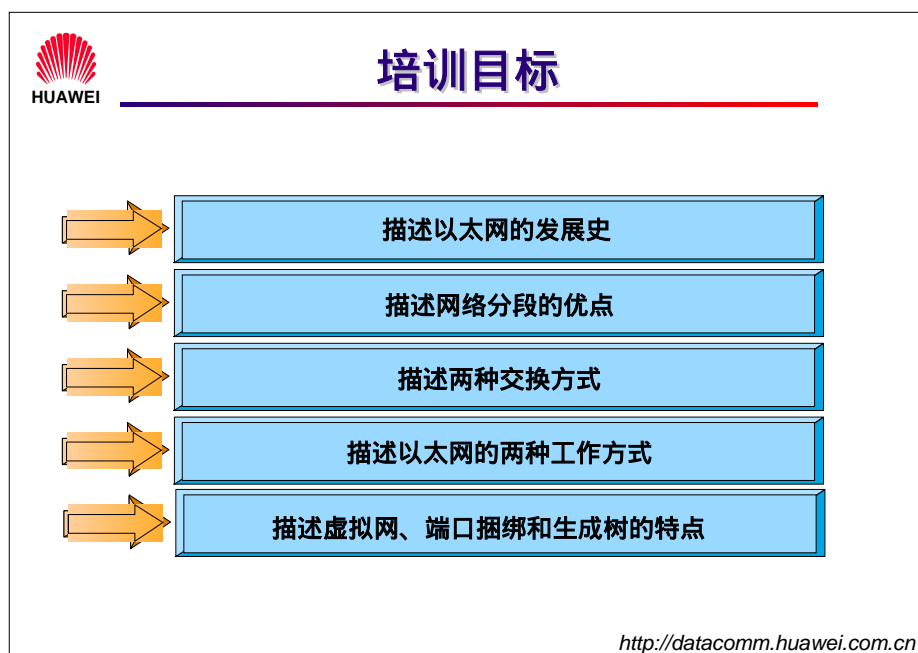 HUAWEI
培训目标
描述以太网的发展史
描述网络分段的优点
描述两种交换方式
描述以太网的两种工作方式
描述虚拟网、端口捆绑和生成树的特点
http://datacomm.huawei.com.cn